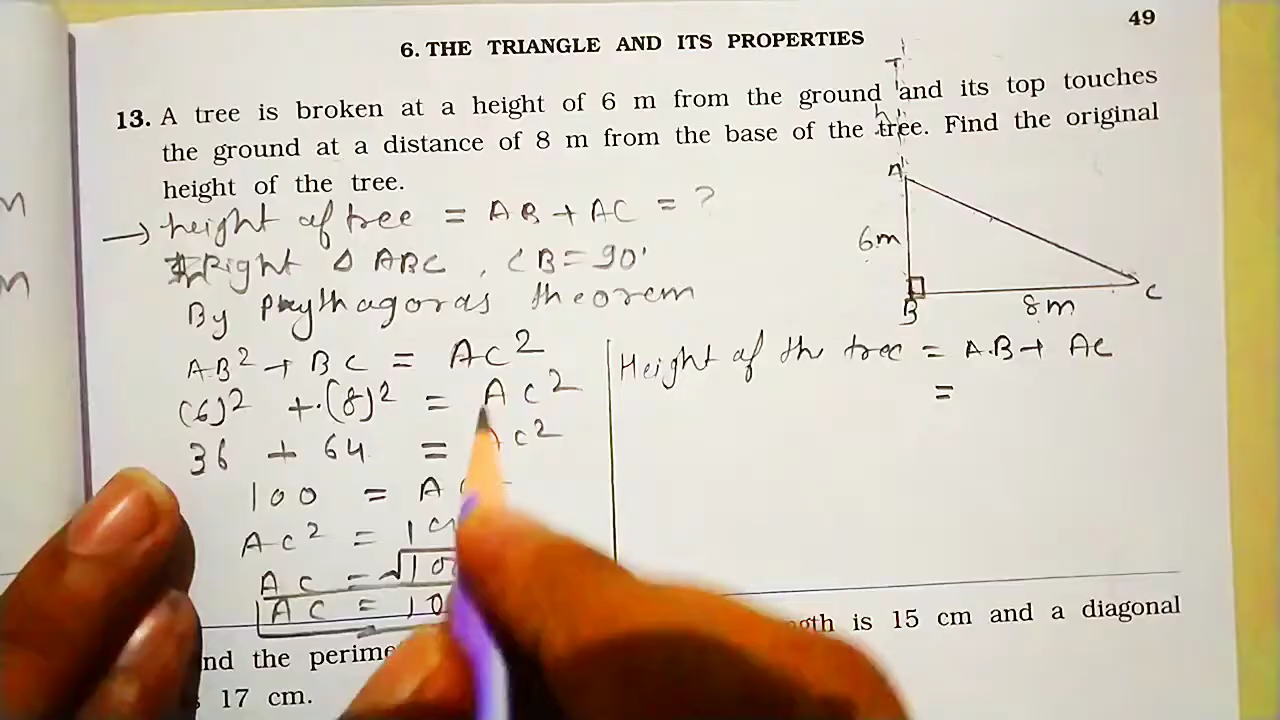 49
6. THE TRIANGLE AND ITS PROPERTIES
13. A tree is broken at a height of 6 m from the ground and its top touches
the ground at a distance of 8 m from the base of the tree. Find the original
height of the tree.
→ height of tree = AB + AC = ?
Right △ ABC, ∠B = 90°
By Phythagoras theorem
AB² + BC = AC²
(6)² + (8)² = AC²
36 + 64 = AC²
100 = A
AC² = 1
AC = √10
AC = 10
A
6m
B
8m
C
Height of the tree = AB + AC
=
is 15 cm and a diagonal
nd the perime
17 cm.
m
m